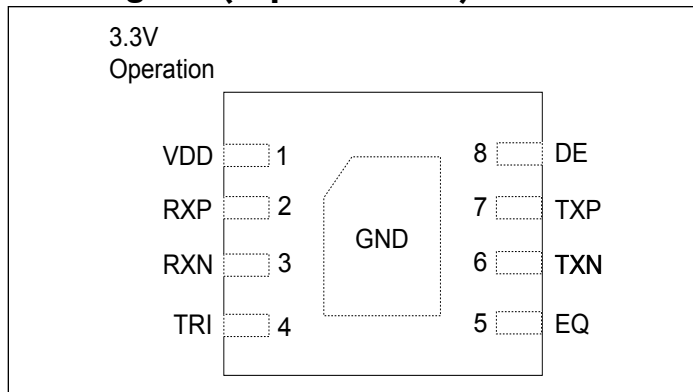 3.3V
Operation
VDD 1 8 DE
RXP 2 7 TXP
GND
RXN 3 6 TXN
TRI 4 5 EQ